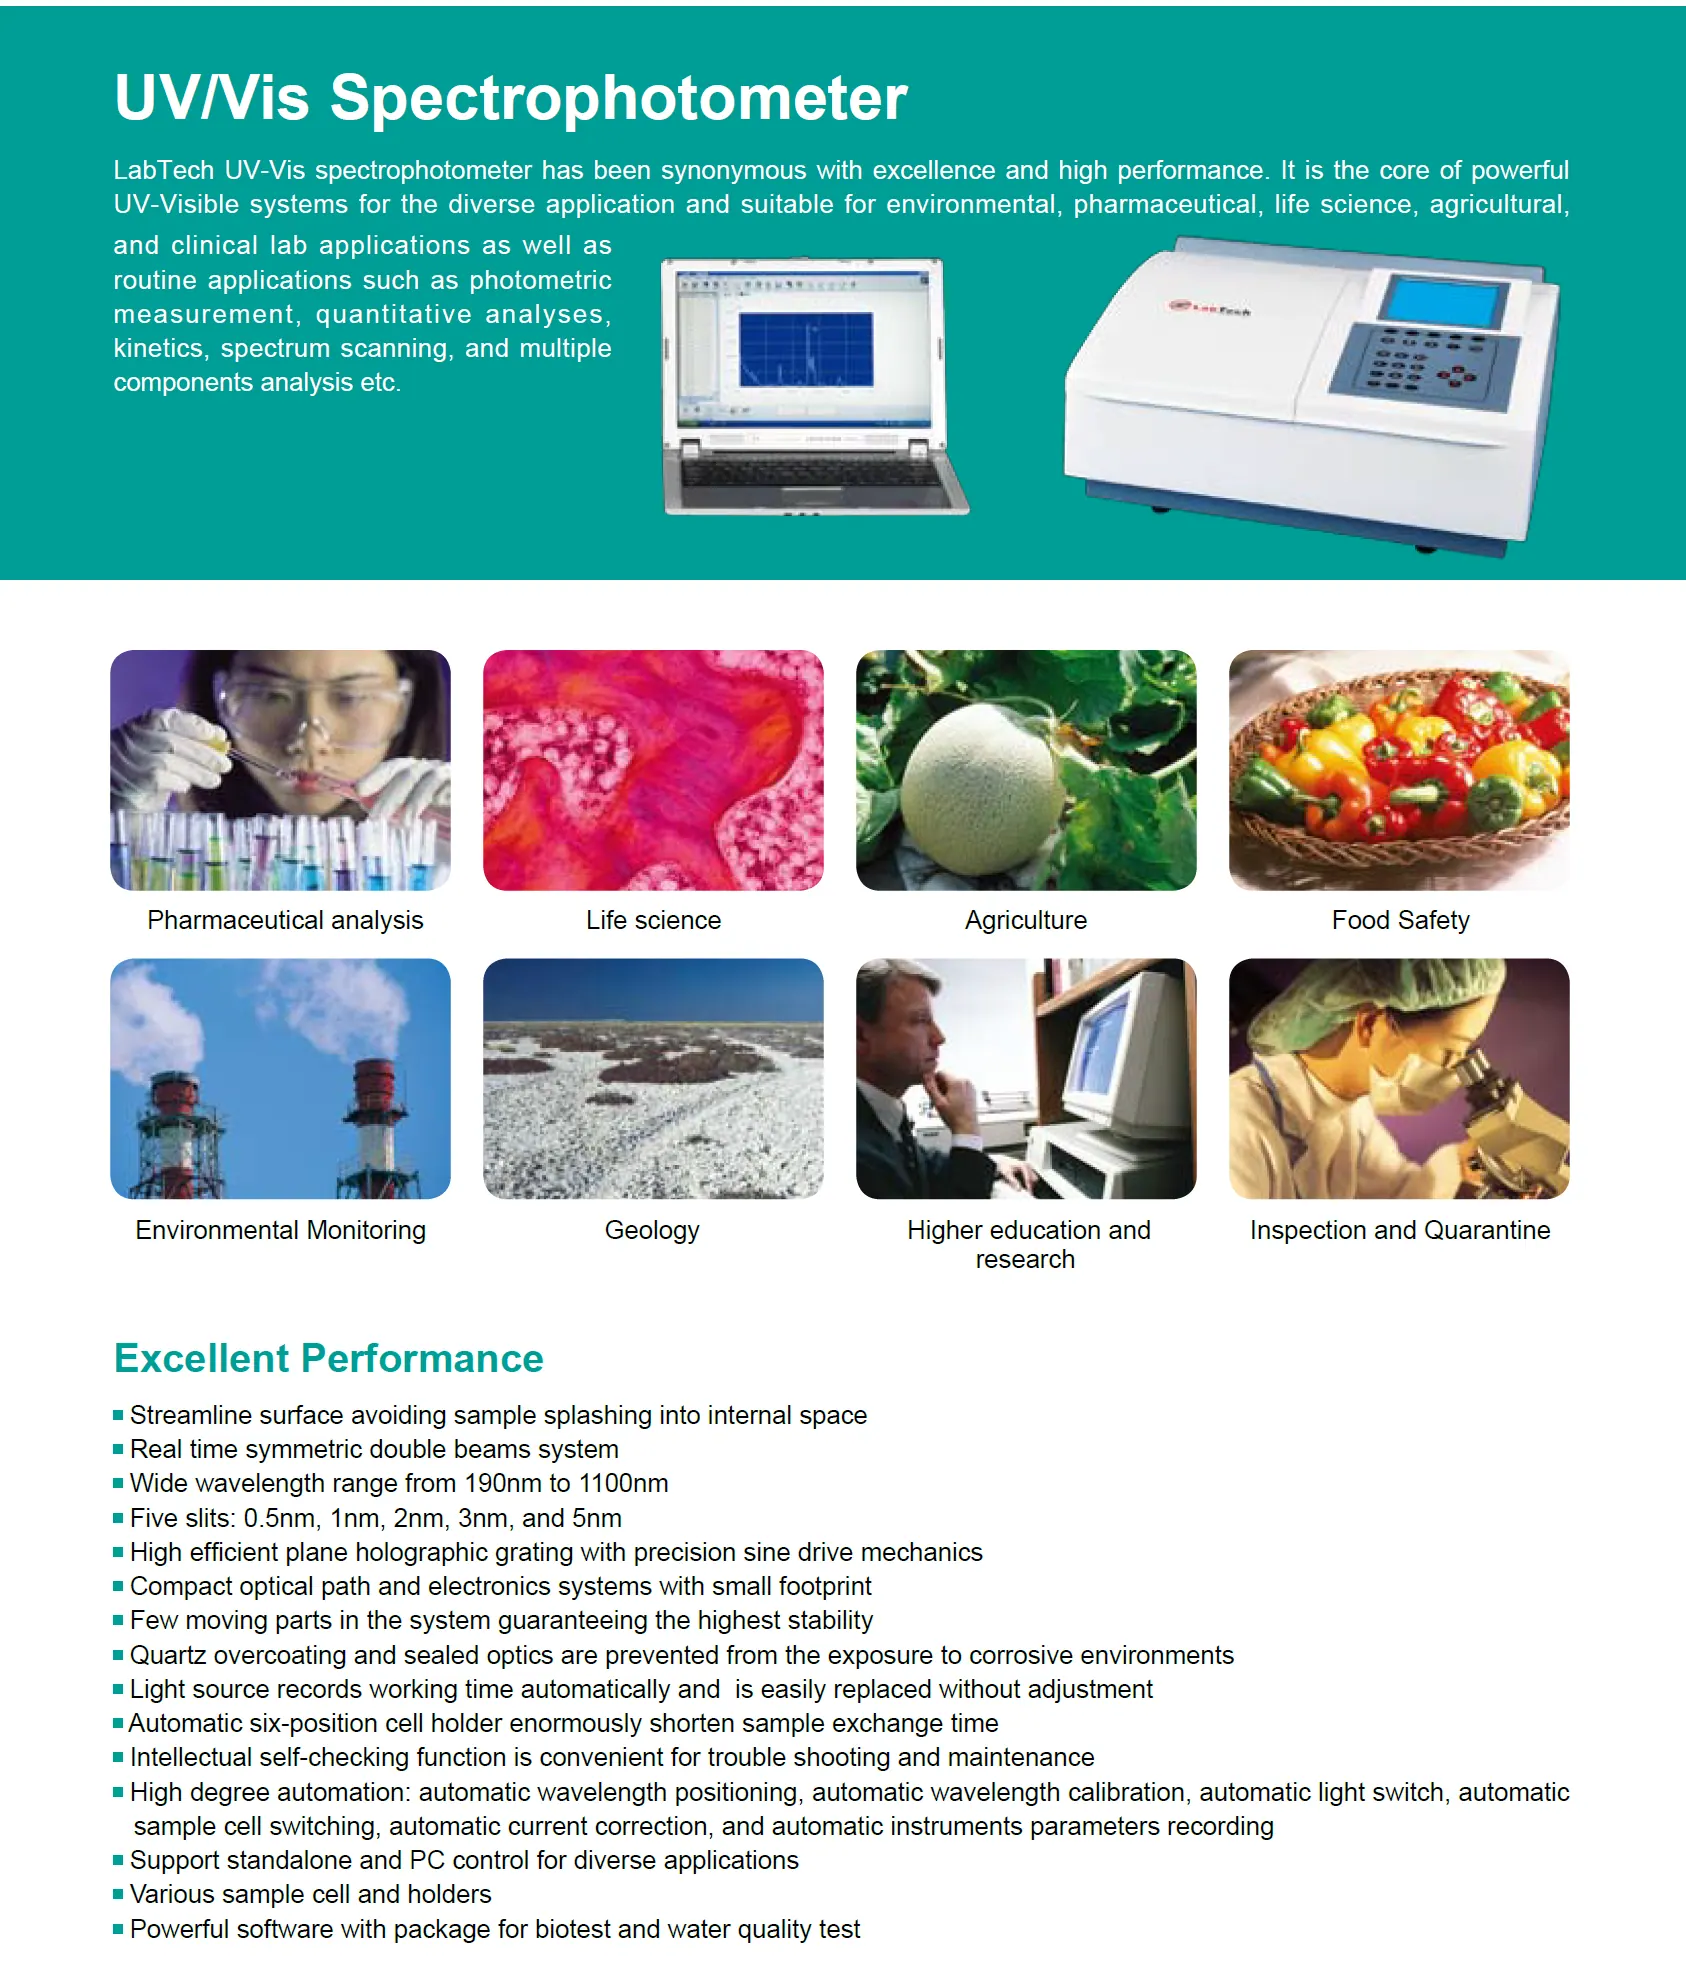 UV/Vis Spectrophotometer
LabTech UV-Vis spectrophotometer has been synonymous with excellence and high performance. It is the core of powerful
UV-Visible systems for the diverse application and suitable for environmental, pharmaceutical, life science, agricultural,
and clinical lab applications as well as
routine applications such as photometric
measurement, quantitative analyses,
kinetics, spectrum scanning, and multiple
components analysis etc.
LabTech
Pharmaceutical analysis
Life science
Agriculture
Food Safety
Environmental Monitoring
Geology
Higher education and
research
Inspection and Quarantine
Excellent Performance
Streamline surface avoiding sample splashing into internal space
Real time symmetric double beams system
Wide wavelength range from 190nm to 1100nm
Five slits: 0.5nm, 1nm, 2nm, 3nm, and 5nm
High efficient plane holographic grating with precision sine drive mechanics
Compact optical path and electronics systems with small footprint
Few moving parts in the system guaranteeing the highest stability
Quartz overcoating and sealed optics are prevented from the exposure to corrosive environments
Light source records working time automatically and  is easily replaced without adjustment
Automatic six-position cell holder enormously shorten sample exchange time
Intellectual self-checking function is convenient for trouble shooting and maintenance
High degree automation: automatic wavelength positioning, automatic wavelength calibration, automatic light switch, automatic
sample cell switching, automatic current correction, and automatic instruments parameters recording
Support standalone and PC control for diverse applications
Various sample cell and holders
Powerful software with package for biotest and water quality test